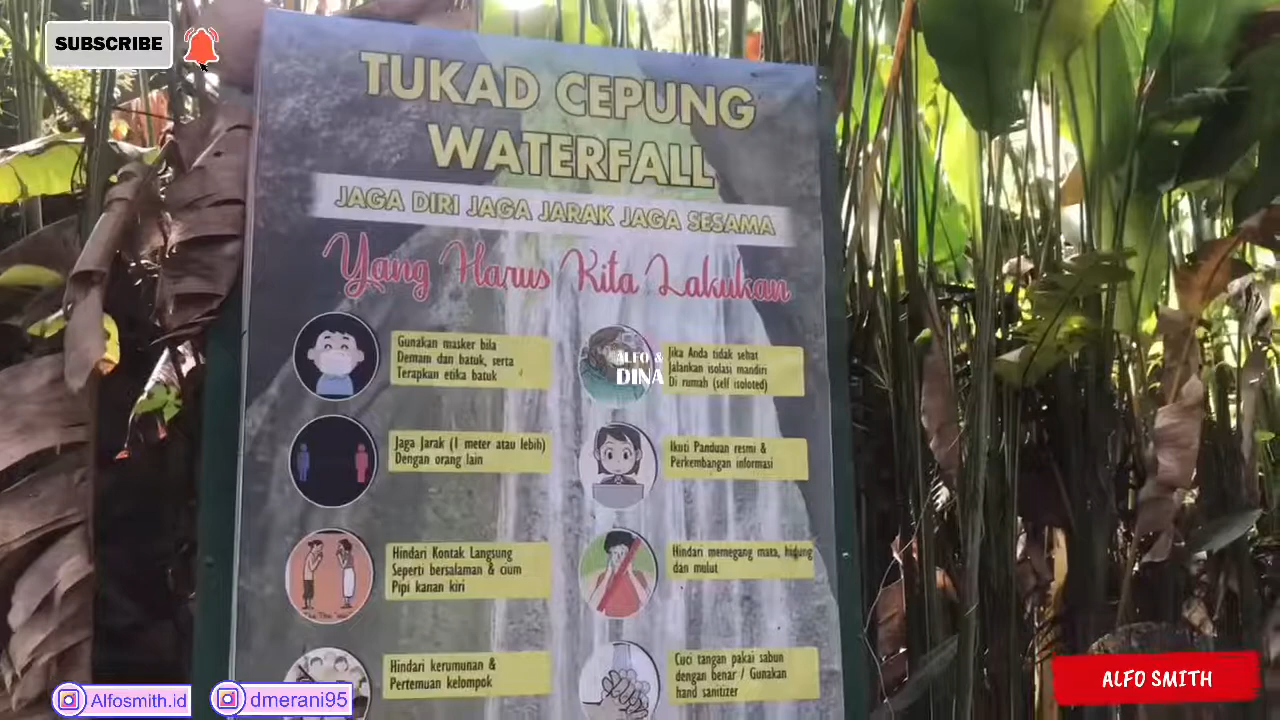 SUBSCRIBE
TUKAD CEPUNG
WATERFALL
JAGA DIRI JAGA JARAK JAGA SESAMA
Yang Harus Kita Lakukan
Gunakan masker bila
Demam dan batuk, serta
Terapkan etika batuk
Jika Anda tidak sehat
jalankan isolasi mandiri
Di rumah (self isoloted)
ALFO &
DINA
Jaga Jarak (1 meter atau lebih)
Dengan orang lain
Ikuti Panduan resmi &
Perkembangan informasi
Hindari Kontak Langsung
Seperti bersalaman & cium
Pipi kanan kiri
Hindari memegang mata, hidung
dan mulut
Hindari kerumunan &
Pertemuan kelompok
Cuci tangan pakai sabun
dengan benar / Gunakan
hand sanitizer
Alfosmith.id
dmerani95
ALFO SMITH